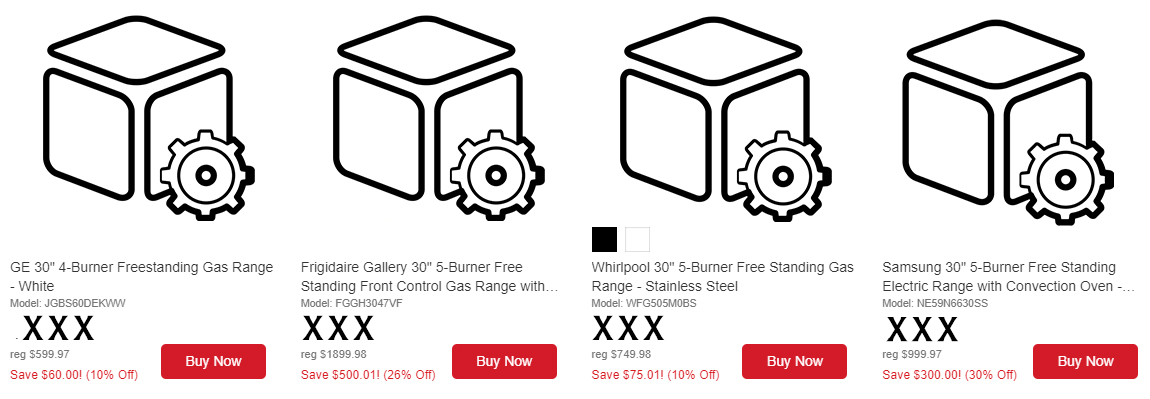 GE 30" 4-Burner Freestanding Gas Range
- White
Model: JGBS60DEKWW
XXX
reg $599.97
Save $60.00! (10% Off)
Buy Now
Frigidaire Gallery 30" 5-Burner Free
Standing Front Control Gas Range with…
Model: FGGH3047VF
XXX
reg $1899.98
Save $500.01! (26% Off)
Buy Now
Whirlpool 30" 5-Burner Free Standing Gas
Range - Stainless Steel
Model: WFG505M0BS
XXX
reg $749.98
Save $75.01! (10% Off)
Buy Now
Samsung 30" 5-Burner Free Standing
Electric Range with Convection Oven -…
Model: NE59N6630SS
XXX
reg $999.97
Save $300.00! (30% Off)
Buy Now